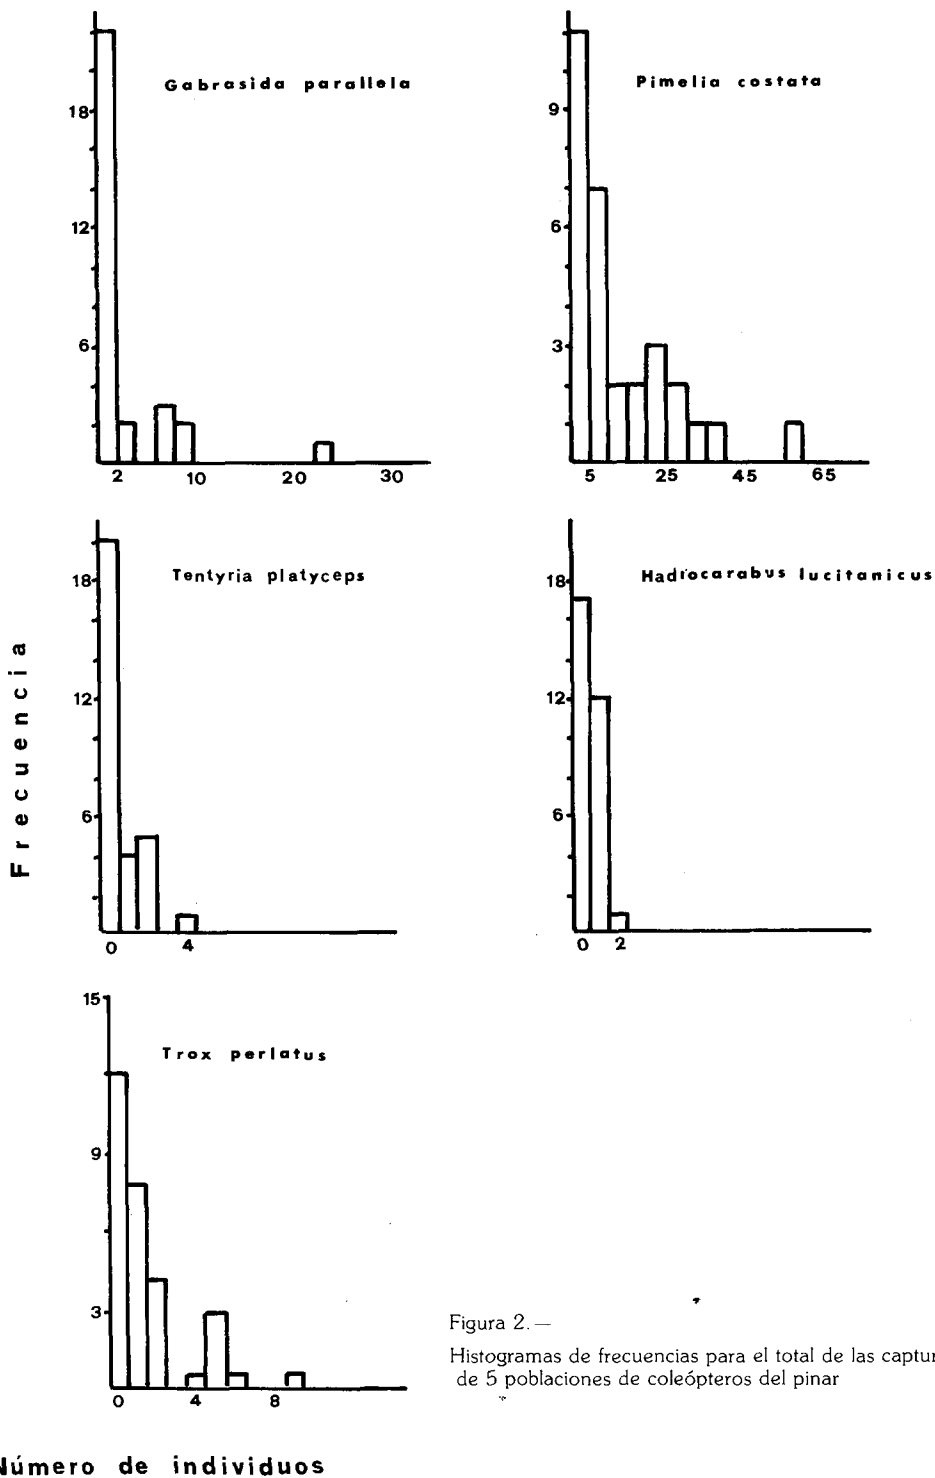 Gabrasida parallela
18
12
6
2 10 20 30
Pimelia costata
9
6
3
5 25 45 65
Tentyria platyceps
18
12
6
0 4
Hadrocarabus lucitanicus
18
12
6
0 2
Frecuencia
Trox perlatus
15
9
3
0 4 8
Figura 2.—
Histogramas de frecuencias para el total de las captu
de 5 poblaciones de coleópteros del pinar
Número de individuos